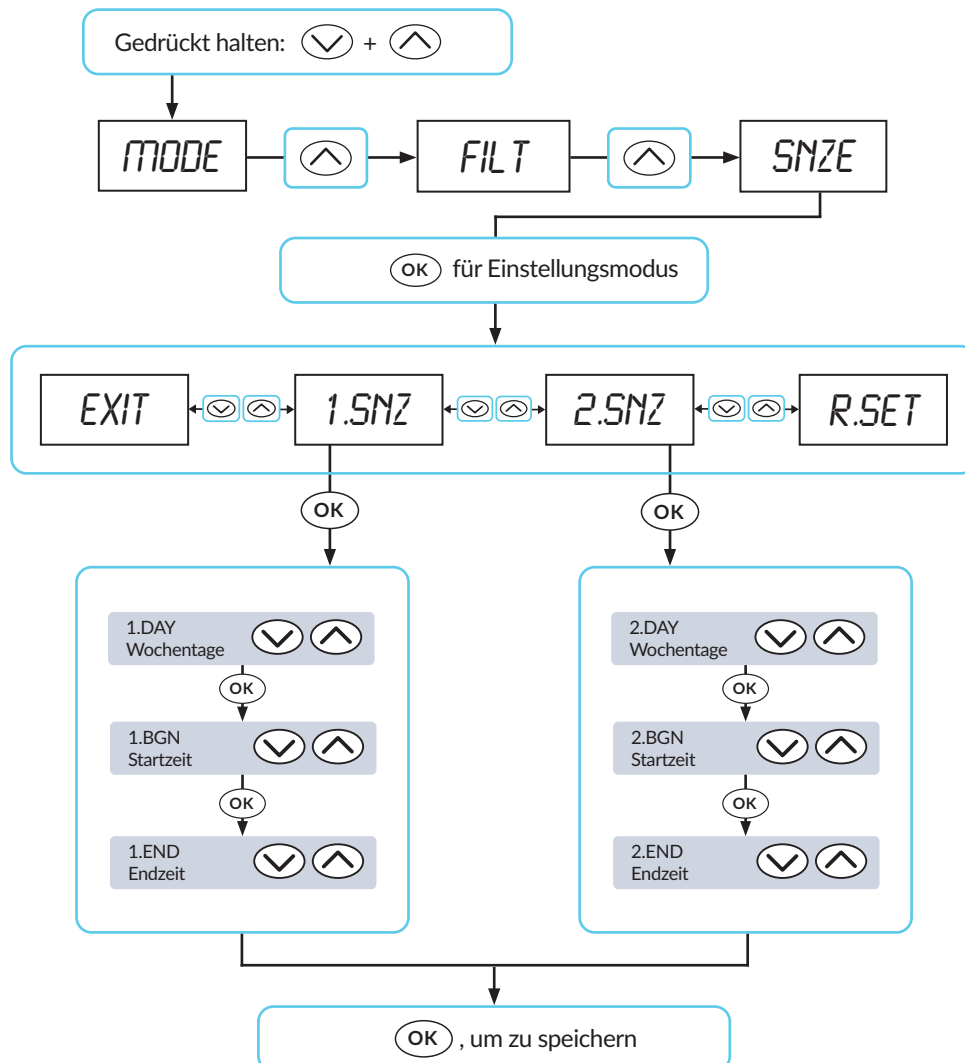 Gedrückt halten: +
MODE FILT SNZE
OK für Einstellungsmodus
EXIT 1.SNZ 2.SNZ R.SET
OK OK
1.DAY
Wochentage
OK
1.BGN
Startzeit
OK
1.END
Endzeit
2.DAY
Wochentage
OK
2.BGN
Startzeit
OK
2.END
Endzeit
OK , um zu speichern